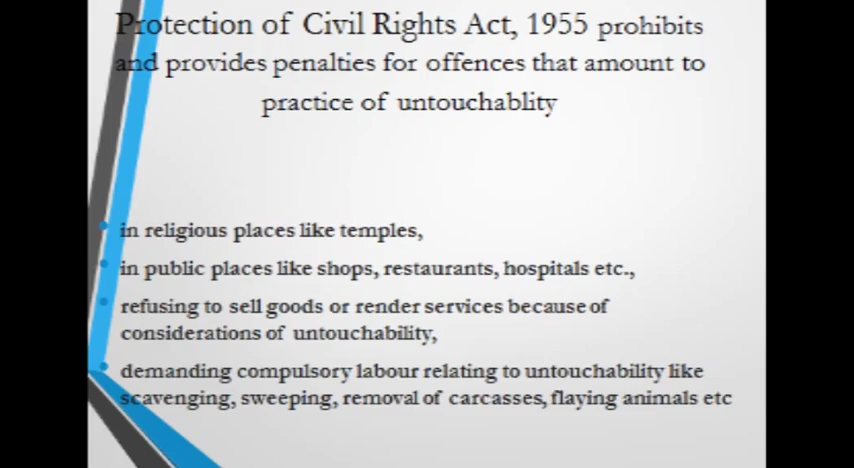 Protection of Civil Rights Act, 1955 prohibits
and provides penalties for offences that amount to
practice of untouchablity
• in religious places like temples,
• in public places like shops, restaurants, hospitals etc.,
• refusing to sell goods or render services because of
considerations of untouchability,
• demanding compulsory labour relating to untouchability like
scavenging, sweeping, removal of carcasses, flaying animals etc